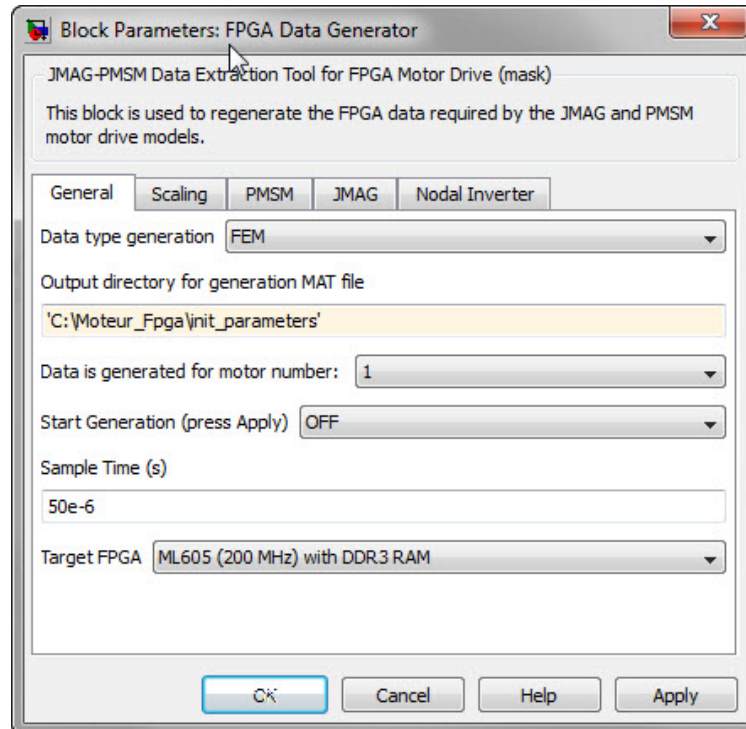 Block Parameters: FPGA Data Generator
JMAG-PMSM Data Extraction Tool for FPGA Motor Drive (mask)
This block is used to regenerate the FPGA data required by the JMAG and PMSM
motor drive models.
General Scaling PMSM JMAG Nodal Inverter
Data type generation FEM
Output directory for generation MAT file
'C:\Moteur_Fpga\init_parameters'
Data is generated for motor number: 1
Start Generation (press Apply) OFF
Sample Time (s)
50e-6
Target FPGA ML605 (200 MHz) with DDR3 RAM
OK Cancel Help Apply